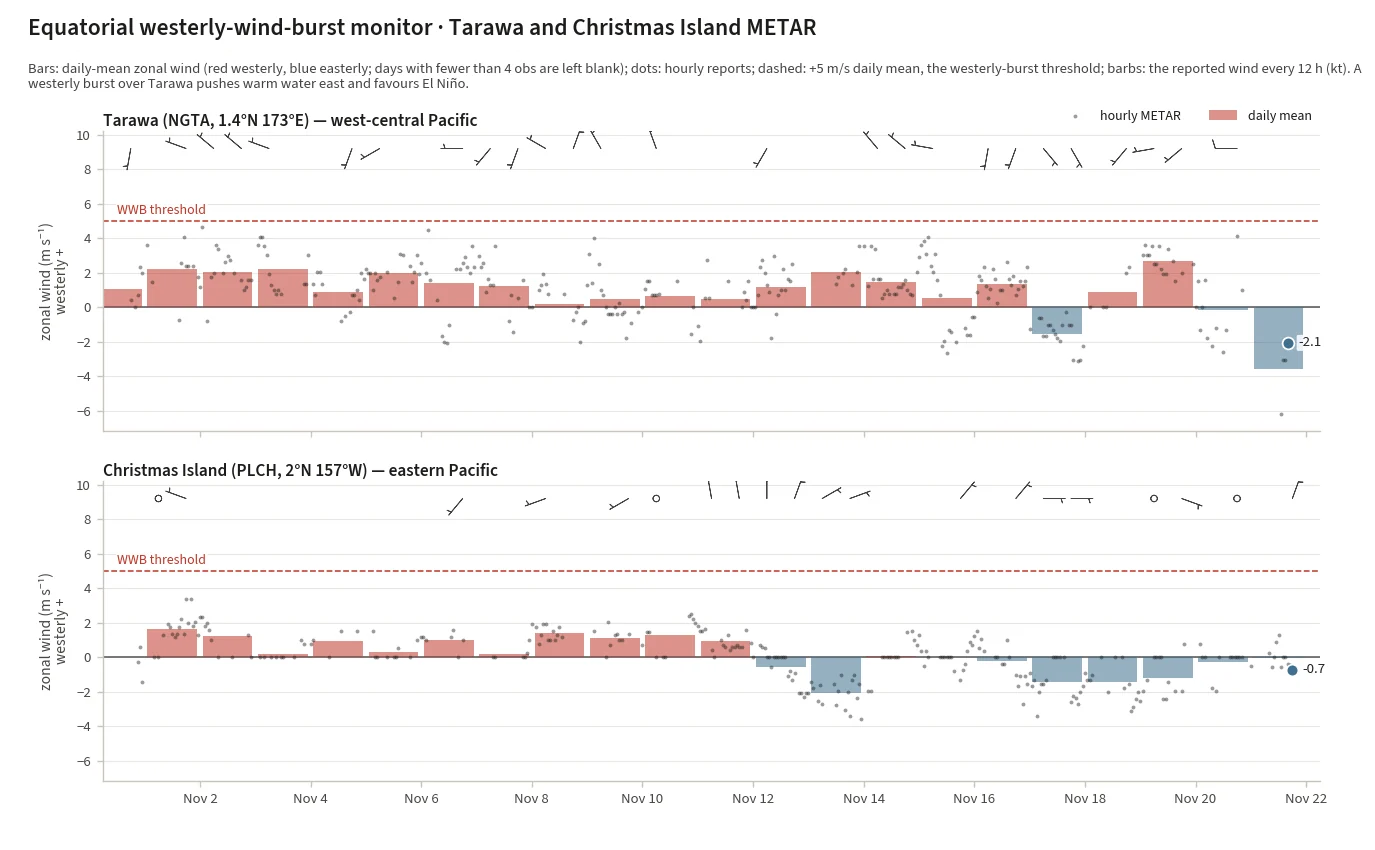 Equatorial westerly-wind-burst monitor · Tarawa and Christmas Island METAR
Bars: daily-mean zonal wind (red westerly, blue easterly; days with fewer than 4 obs are left blank); dots: hourly reports; dashed: +5 m/s daily mean, the westerly-burst threshold; barbs: the reported wind every 12 h (kt). A
westerly burst over Tarawa pushes warm water east and favours El Niño.
Tarawa (NGTA, 1.4°N 173°E) — west-central Pacific
hourly METAR
daily mean
10
8
6
4
2
0
−2
−4
−6
zonal wind (m s⁻¹)
westerly +
WWB threshold
-2.1
Christmas Island (PLCH, 2°N 157°W) — eastern Pacific
10
8
6
4
2
0
−2
−4
−6
zonal wind (m s⁻¹)
westerly +
WWB threshold
-0.7
Nov 2
Nov 4
Nov 6
Nov 8
Nov 10
Nov 12
Nov 14
Nov 16
Nov 18
Nov 20
Nov 22